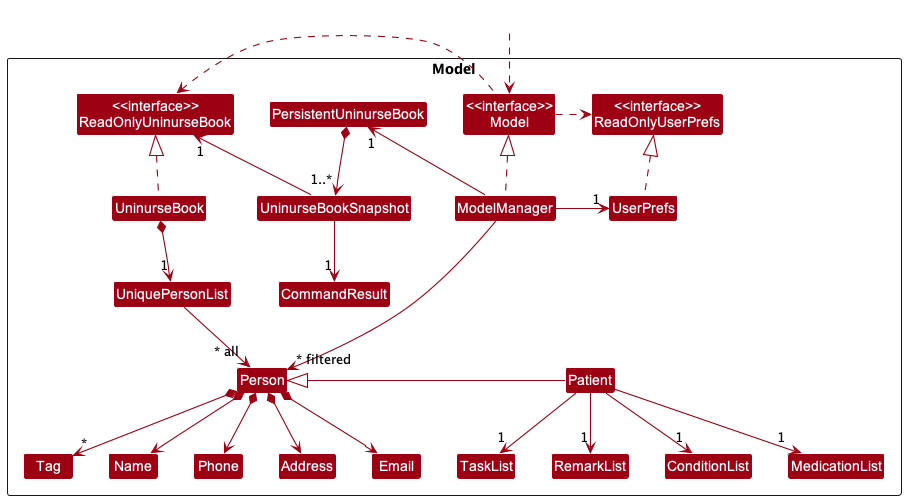 Model
<<interface>>
ReadOnlyUninurseBook
PersistentUninurseBook
<<interface>>
Model
<<interface>>
ReadOnlyUserPrefs
1
1
1..*
UninurseBook
UninurseBookSnapshot
ModelManager
1
UserPrefs
1
1
UniquePersonList
CommandResult
* all
* filtered
Person
Patient
*
1
1
1
1
Tag
Name
Phone
Address
Email
TaskList
RemarkList
ConditionList
MedicationList